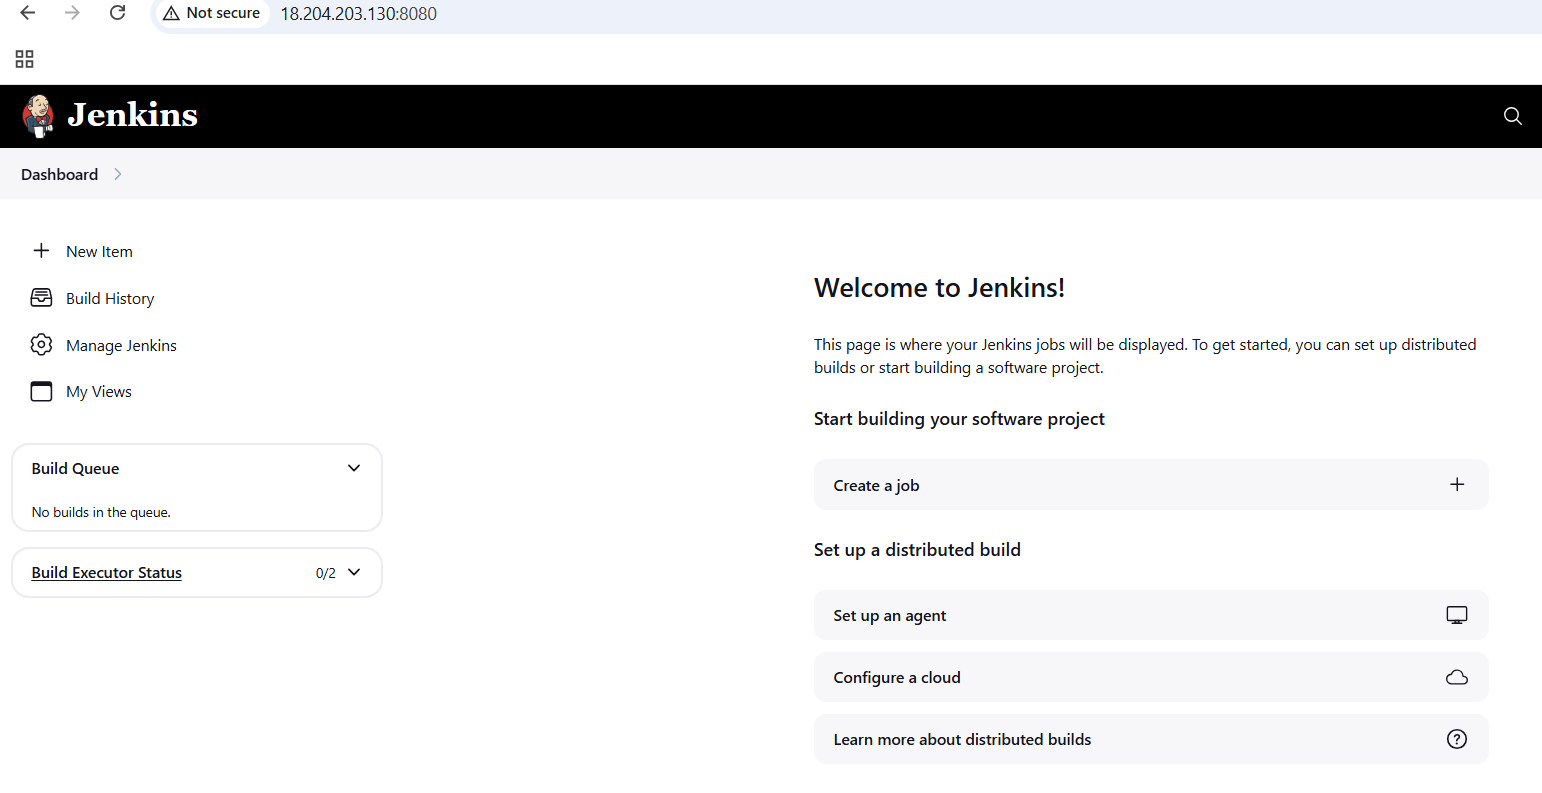 Not secure 18.204.203.130:8080
Jenkins
Dashboard
New Item
Build History
Manage Jenkins
My Views
Build Queue
No builds in the queue.
Build Executor Status 0/2
Welcome to Jenkins!
This page is where your Jenkins jobs will be displayed. To get started, you can set up distributed
builds or start building a software project.
Start building your software project
Create a job
Set up a distributed build
Set up an agent
Configure a cloud
Learn more about distributed builds